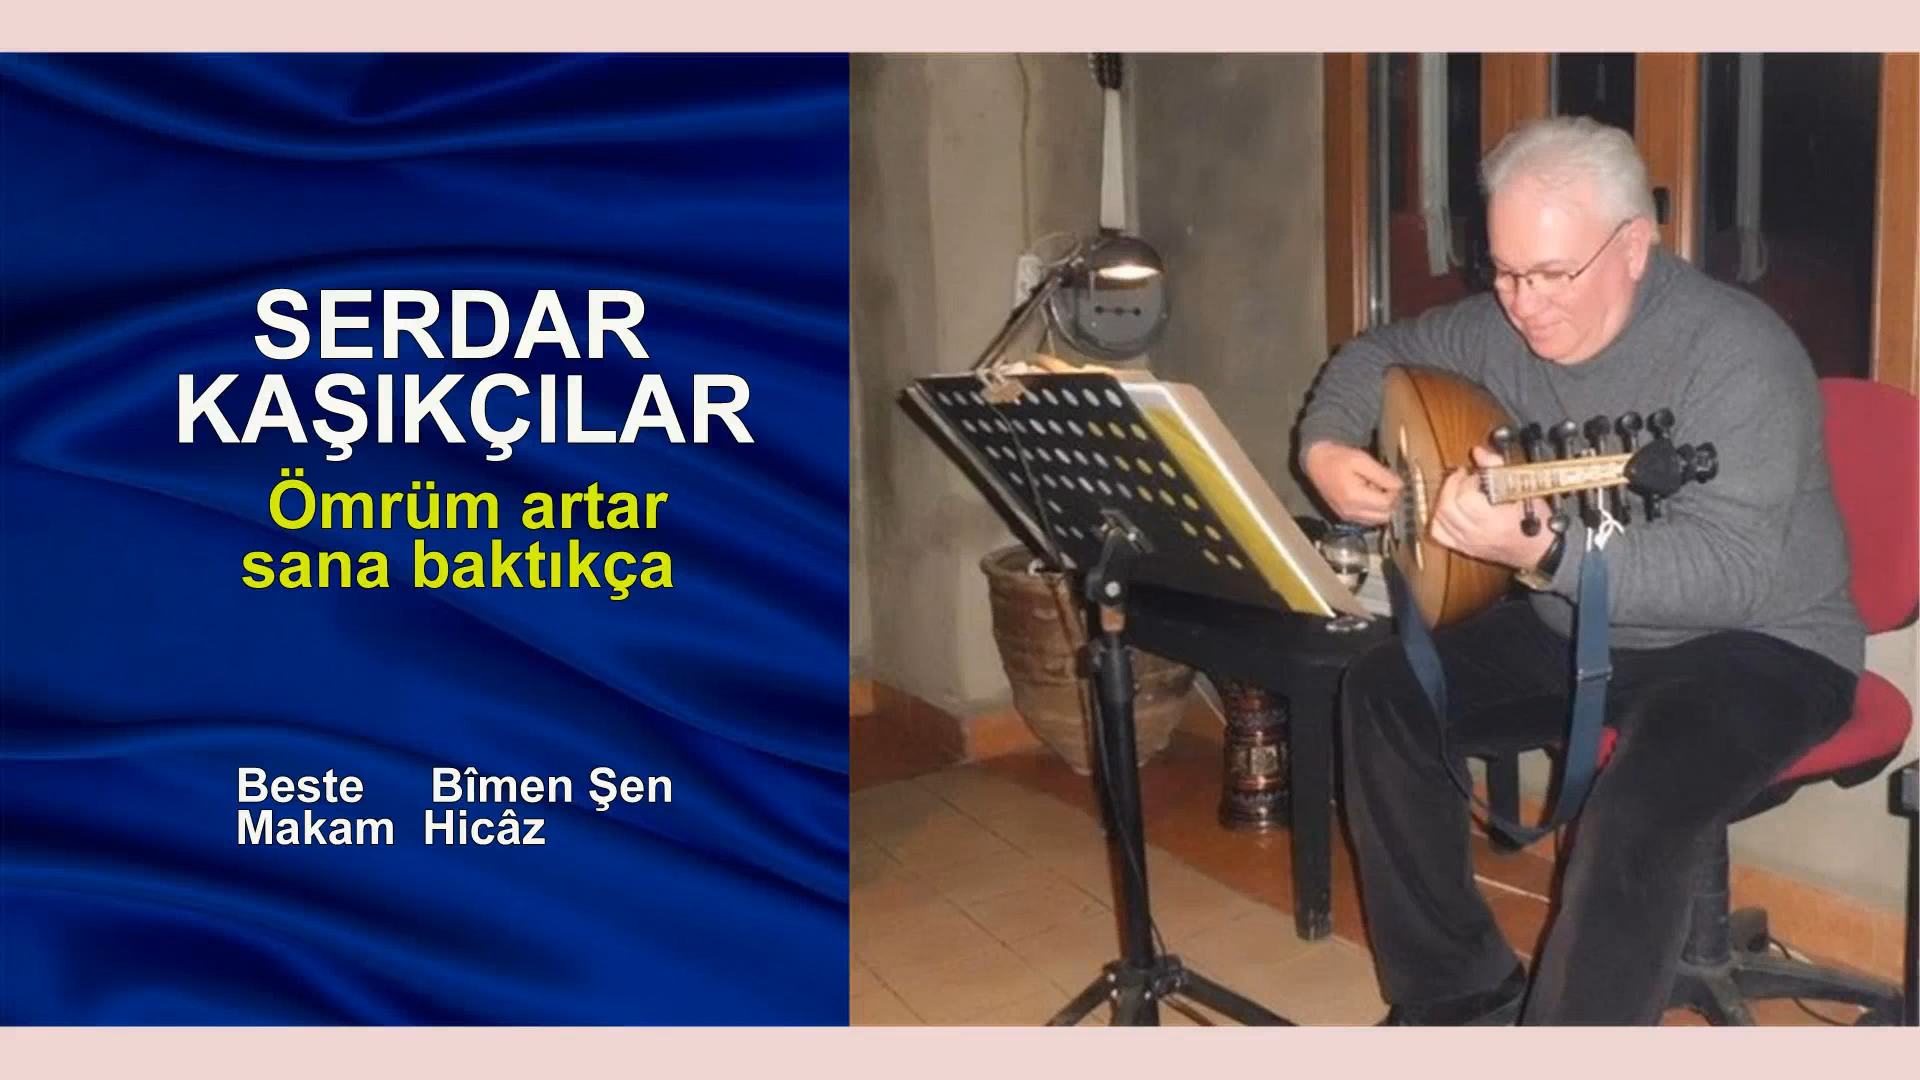 SERDAR
KAŞIKÇILAR
Ömrüm artar
sana baktıkça
Beste Bîmen Şen
Makam Hicâz